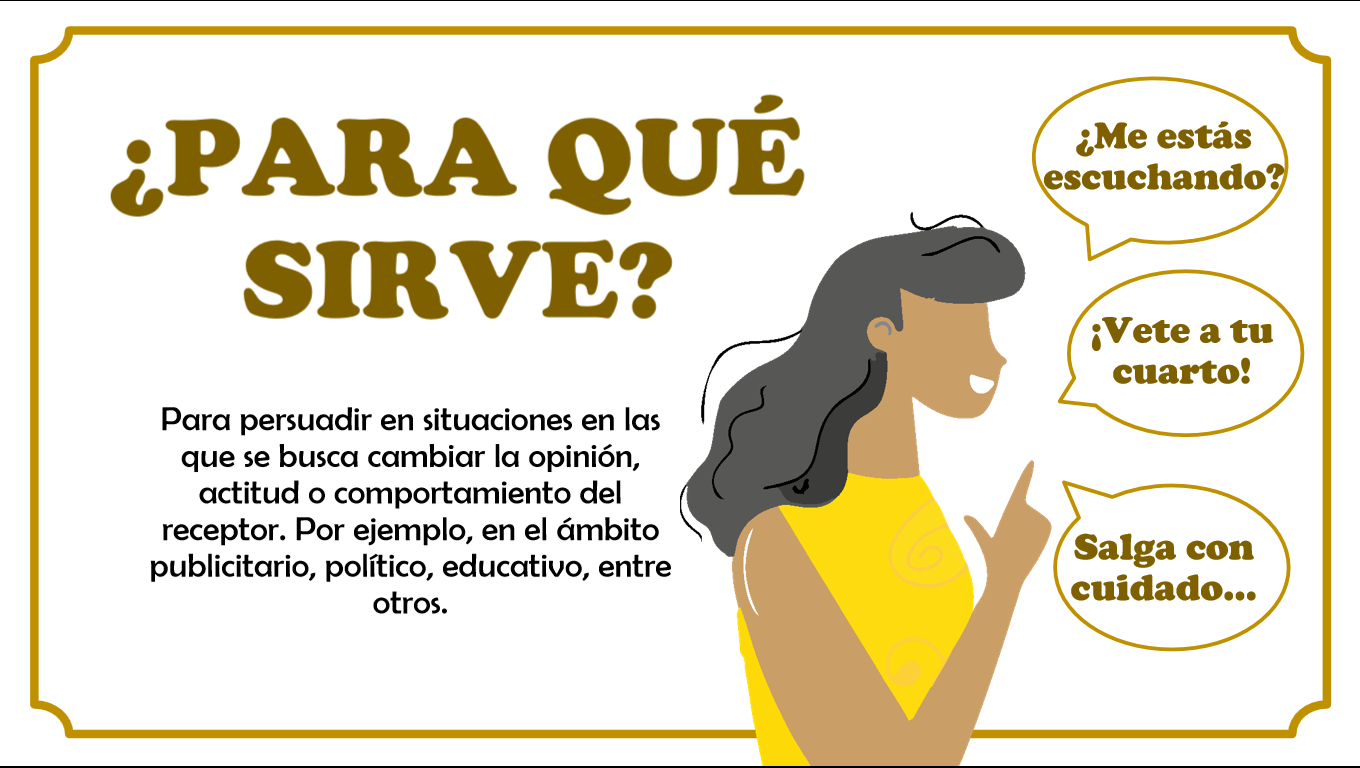 ¿PARA QUÉ
SIRVE?
Para persuadir en situaciones en las
que se busca cambiar la opinión,
actitud o comportamiento del
receptor. Por ejemplo, en el ámbito
publicitario, político, educativo, entre
otros.
¿Me estás
escuchando?
¡Vete a tu
cuarto!
Salga con
cuidado...